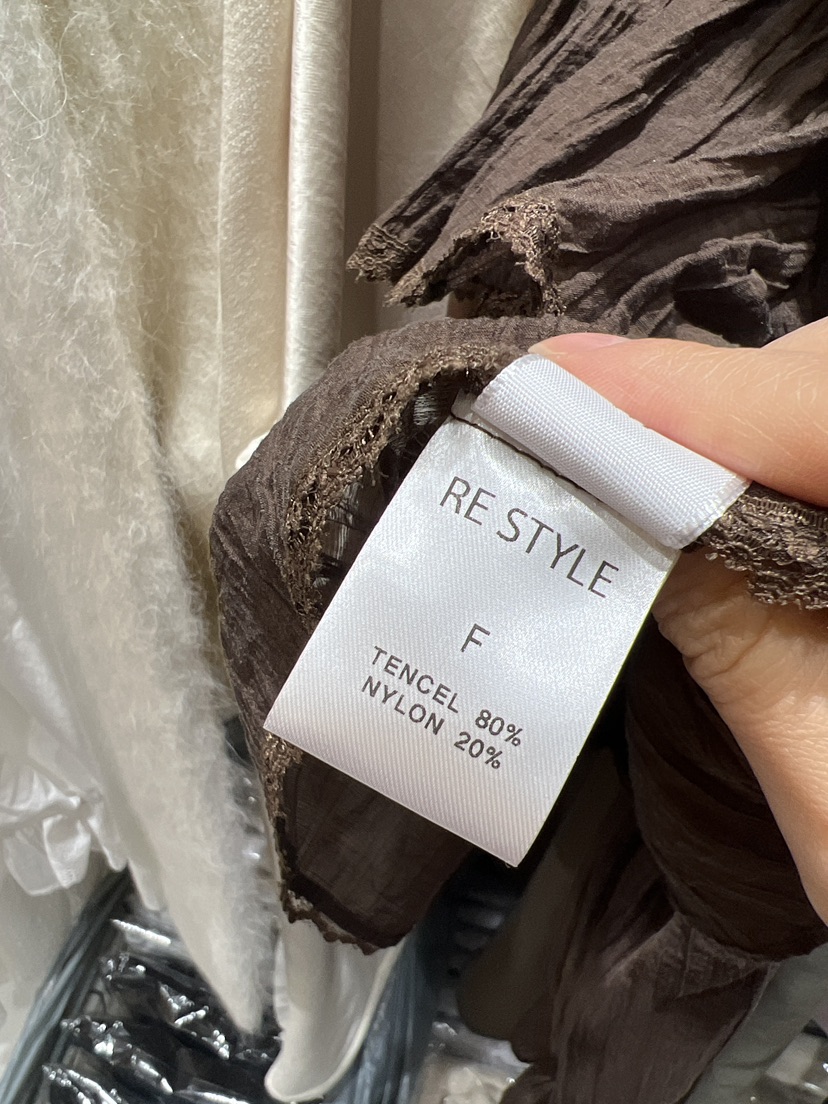 RE STYLE
F
TENCEL 80%
NYLON 20%